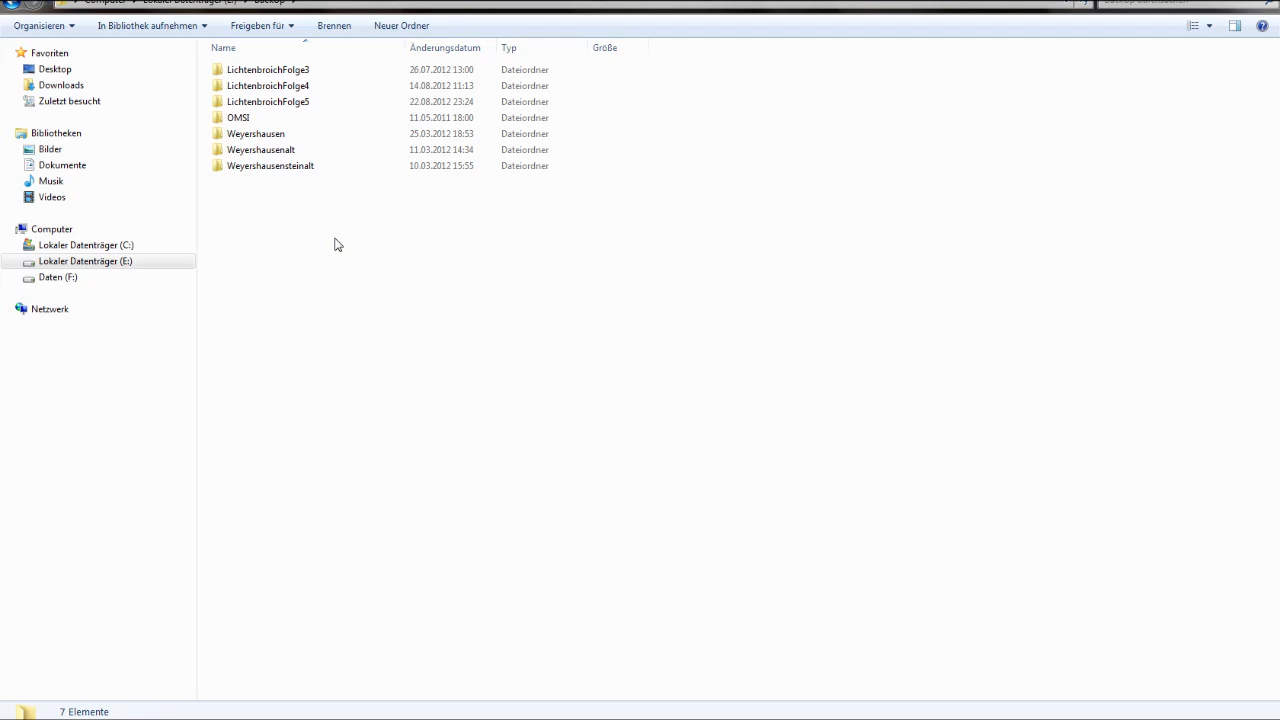 Computer Lokaler Datenträger (E:) Backup
Organisieren In Bibliothek aufnehmen Freigeben für Brennen Neuer Ordner
Name Änderungsdatum Typ Größe
Favoriten
Desktop
Downloads
Zuletzt besucht
Bibliotheken
Bilder
Dokumente
Musik
Videos
Computer
Lokaler Datenträger (C:)
Lokaler Datenträger (E:)
Daten (F:)
Netzwerk
LichtenbroichFolge3 26.07.2012 13:00 Dateiordner
LichtenbroichFolge4 14.08.2012 11:13 Dateiordner
LichtenbroichFolge5 22.08.2012 23:24 Dateiordner
OMSI 11.05.2011 18:00 Dateiordner
Weyershausen 25.03.2012 18:53 Dateiordner
Weyershausenalt 11.03.2012 14:34 Dateiordner
Weyershausensteinalt 10.03.2012 15:55 Dateiordner
7 Elemente